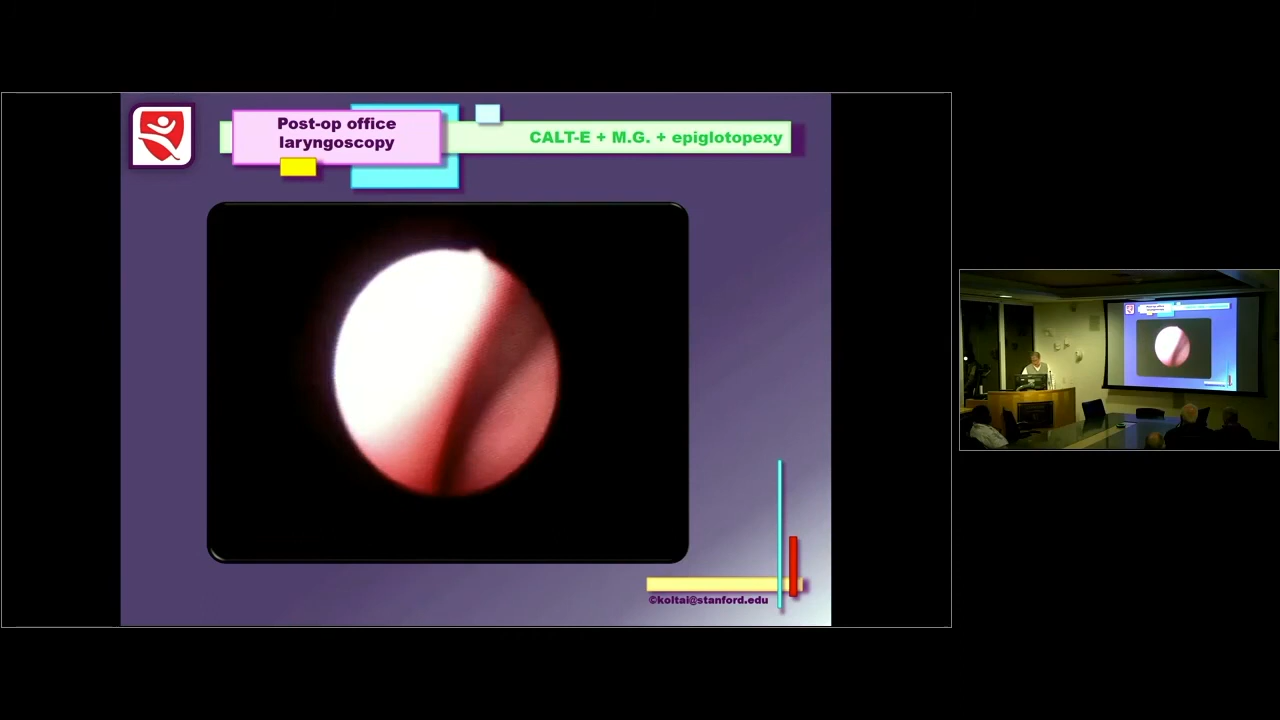 Post-op office
laryngoscopy
CALT-E + M.G. + epiglotopexy
©koltai@stanford.edu